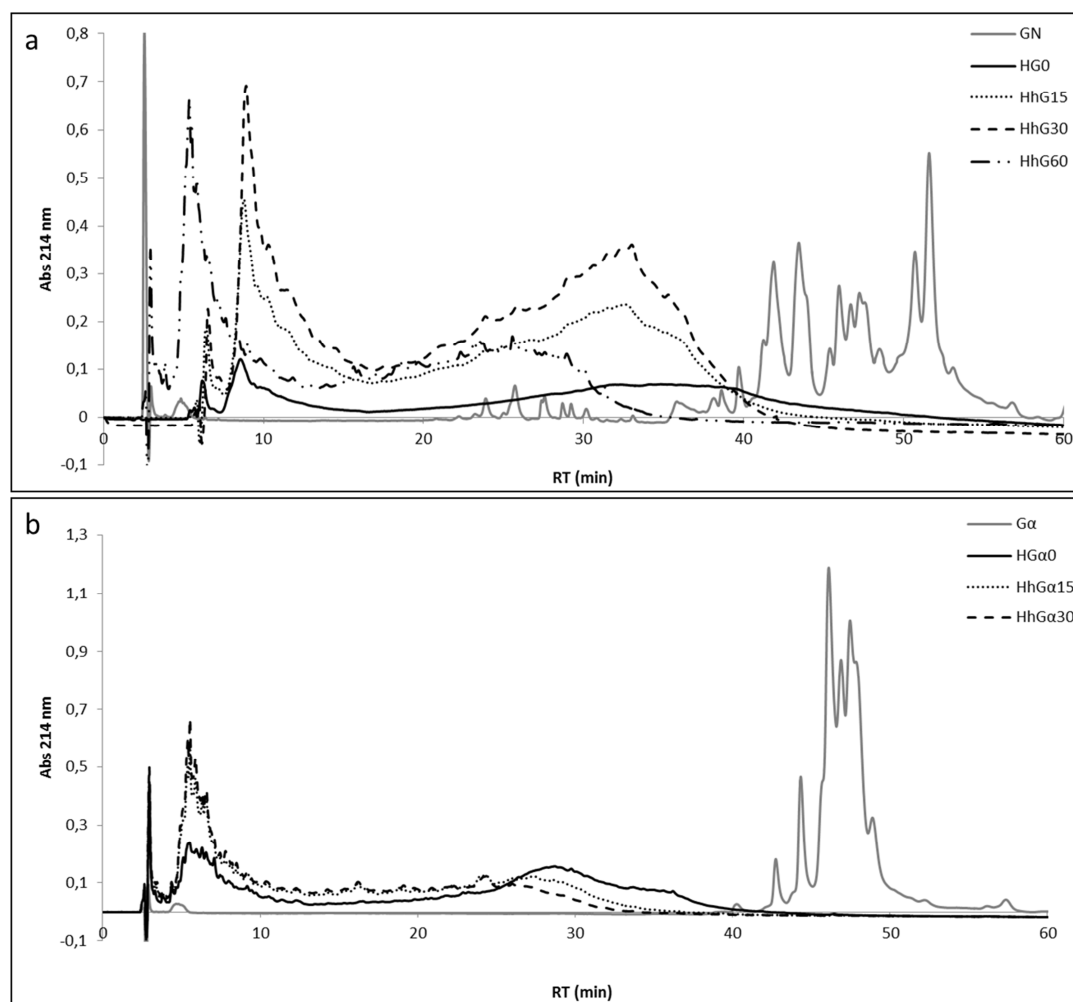 a
0,8
0,7
0,6
0,5
0,4
0,3
0,2
0,1
0
-0,1
Abs 214 nm
0 10 20 30 40 50 60
RT (min)
GN
HG0
HhG15
HhG30
HhG60
b
1,3
1,1
0,9
0,7
0,5
0,3
0,1
-0,1
Abs 214 nm
0 10 20 30 40 50 60
RT (min)
Gα
HGα0
HhGα15
HhGα30